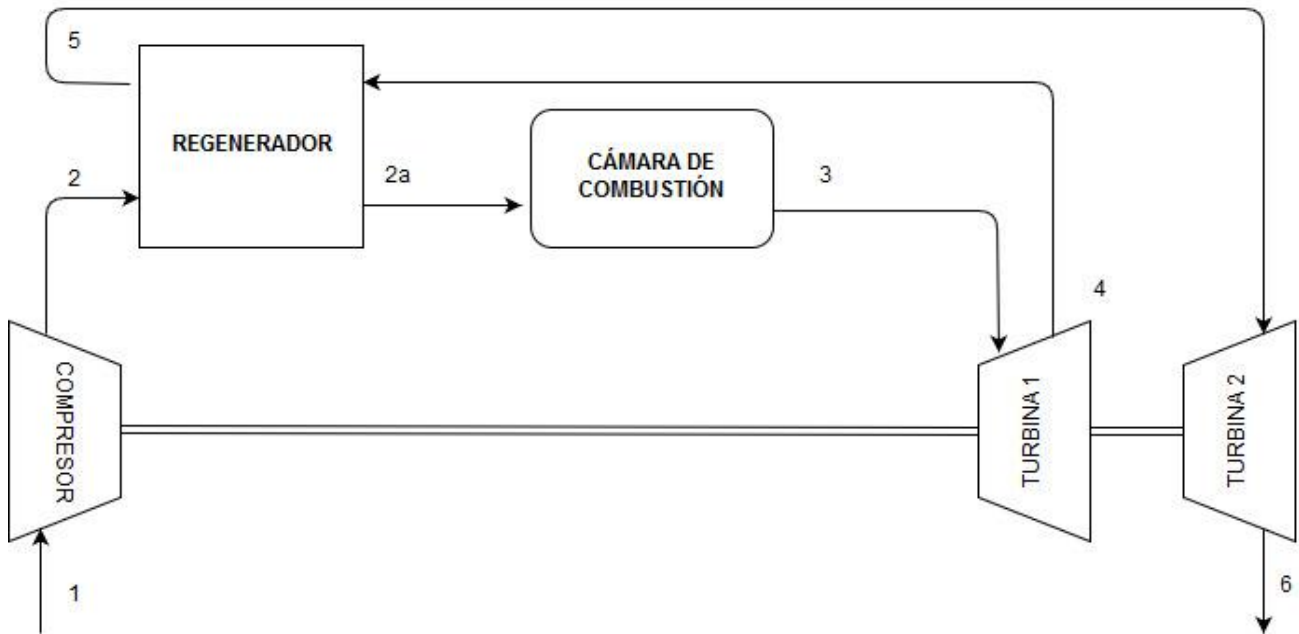 5
REGENERADOR
CÁMARA DE
COMBUSTIÓN
2
2a
3
4
COMPRESOR
TURBINA 1
TURBINA 2
1
6